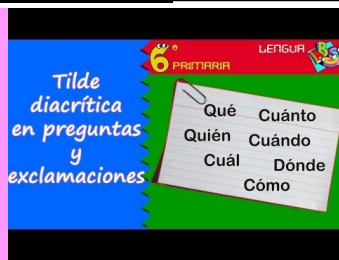 6º PRIMARIA
LENGUA
Tilde
diacrítica
en preguntas
y
exclamaciones
Qué Cuánto
Quién Cuándo
Cuál Dónde
Cómo